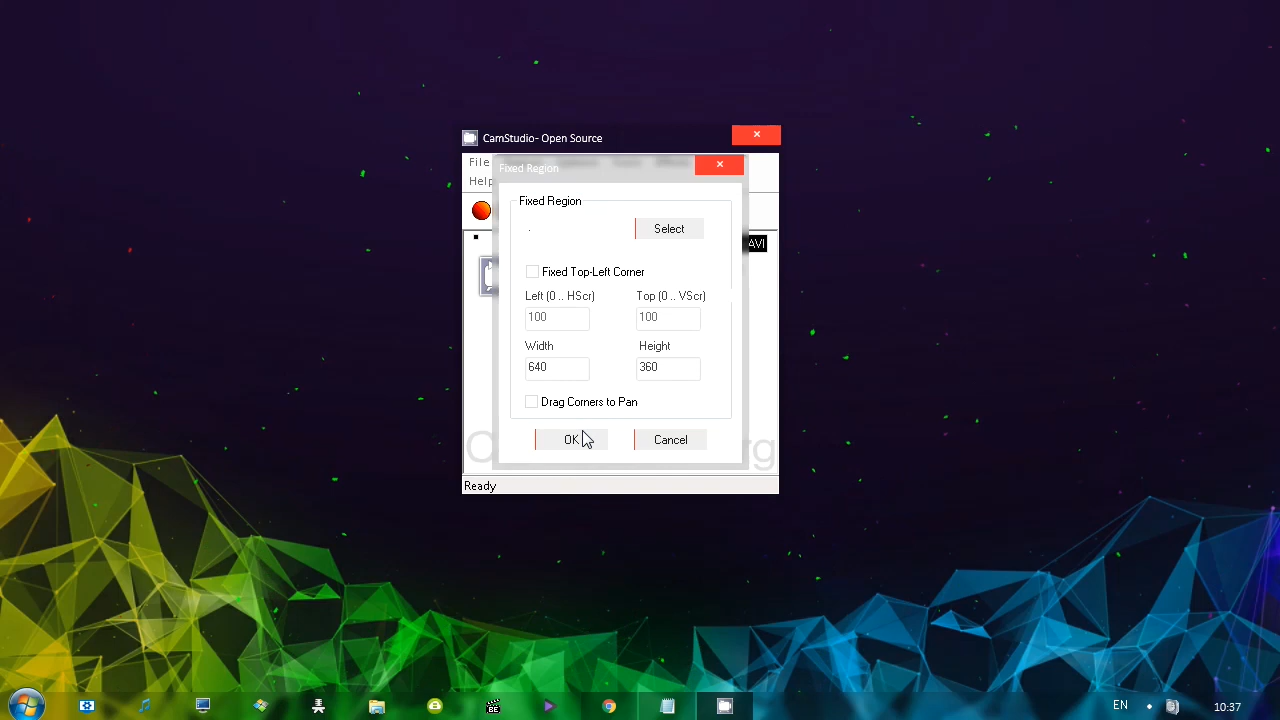 CamStudio- Open Source
File
Fixed Region
Help
Fixed Region
Select
AVI
Fixed Top-Left Corner
Left (0 .. HScr) Top (0 .. VScr)
100 100
Width Height
640 360
Drag Corners to Pan
OK Cancel
Ready
EN 10:37